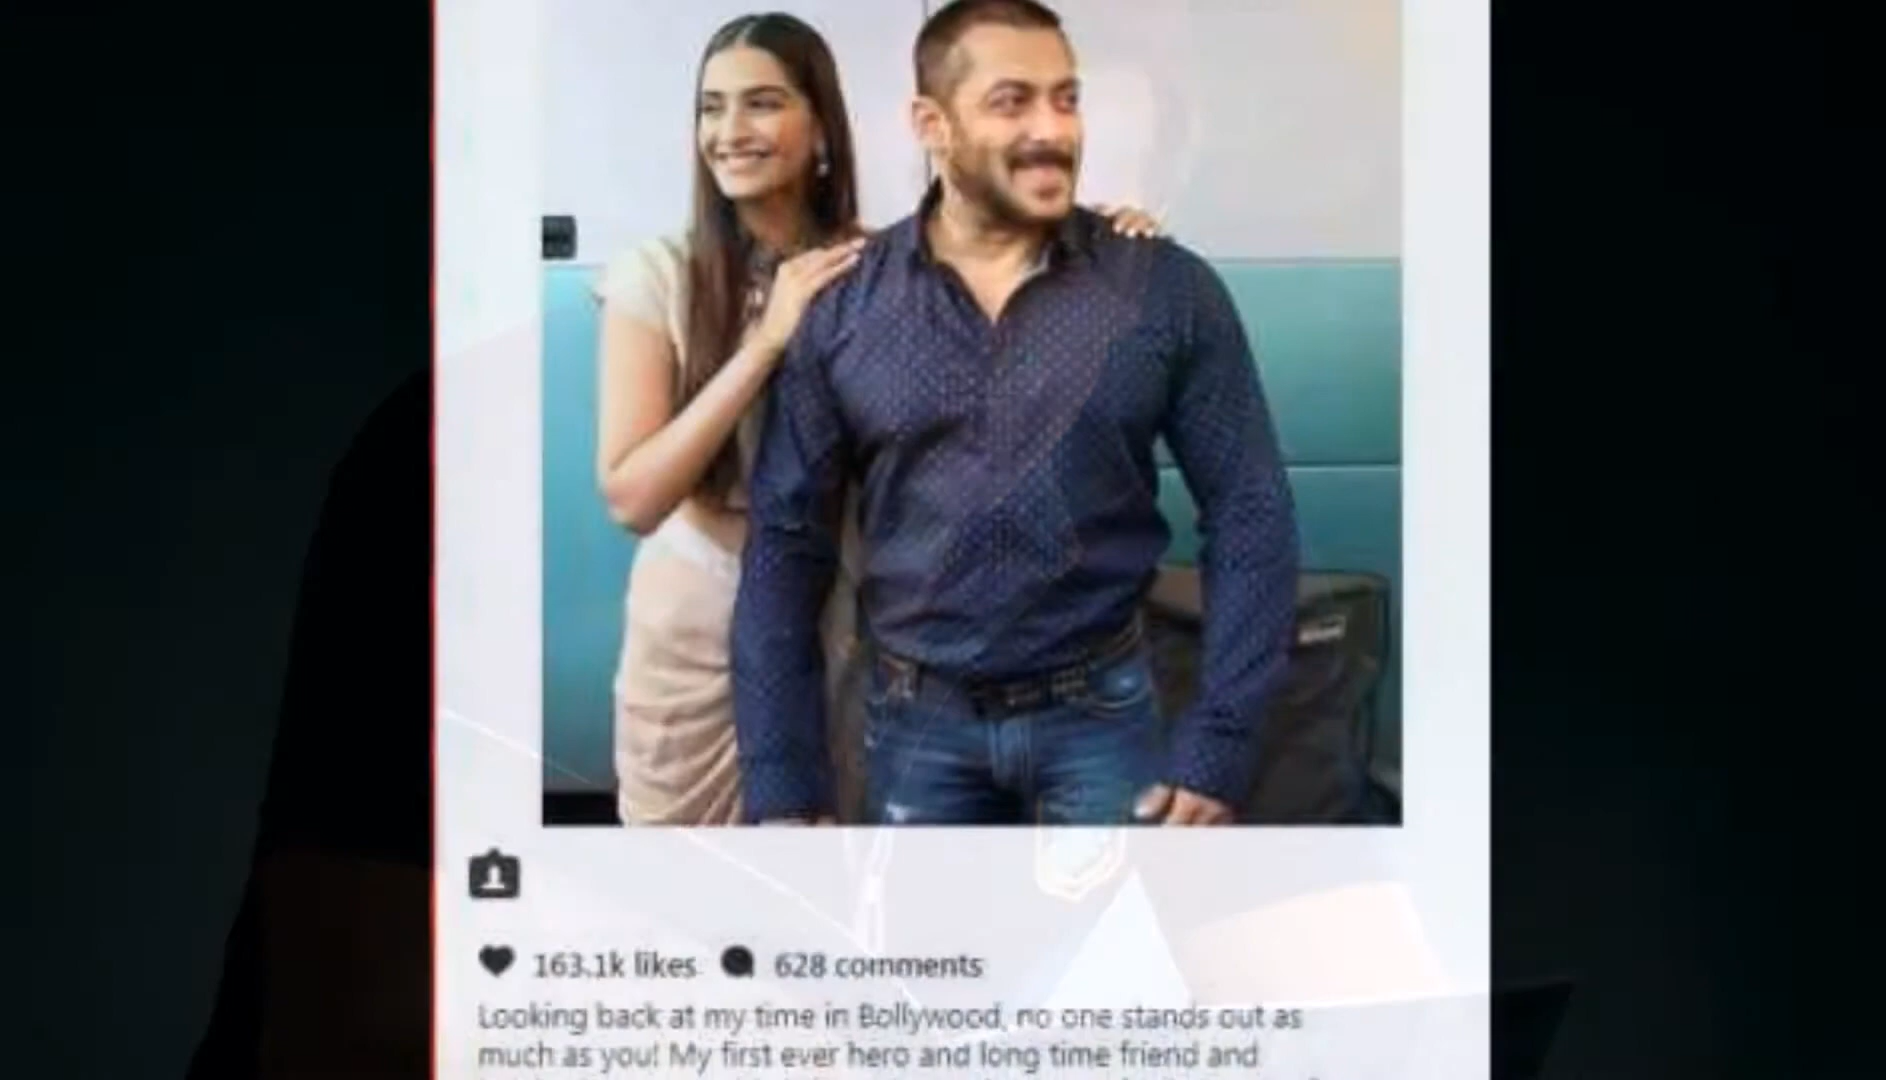 163.1k likes 628 comments
Looking back at my time in Bollywood, no one stands out as
much as you! My first ever hero and long time friend and